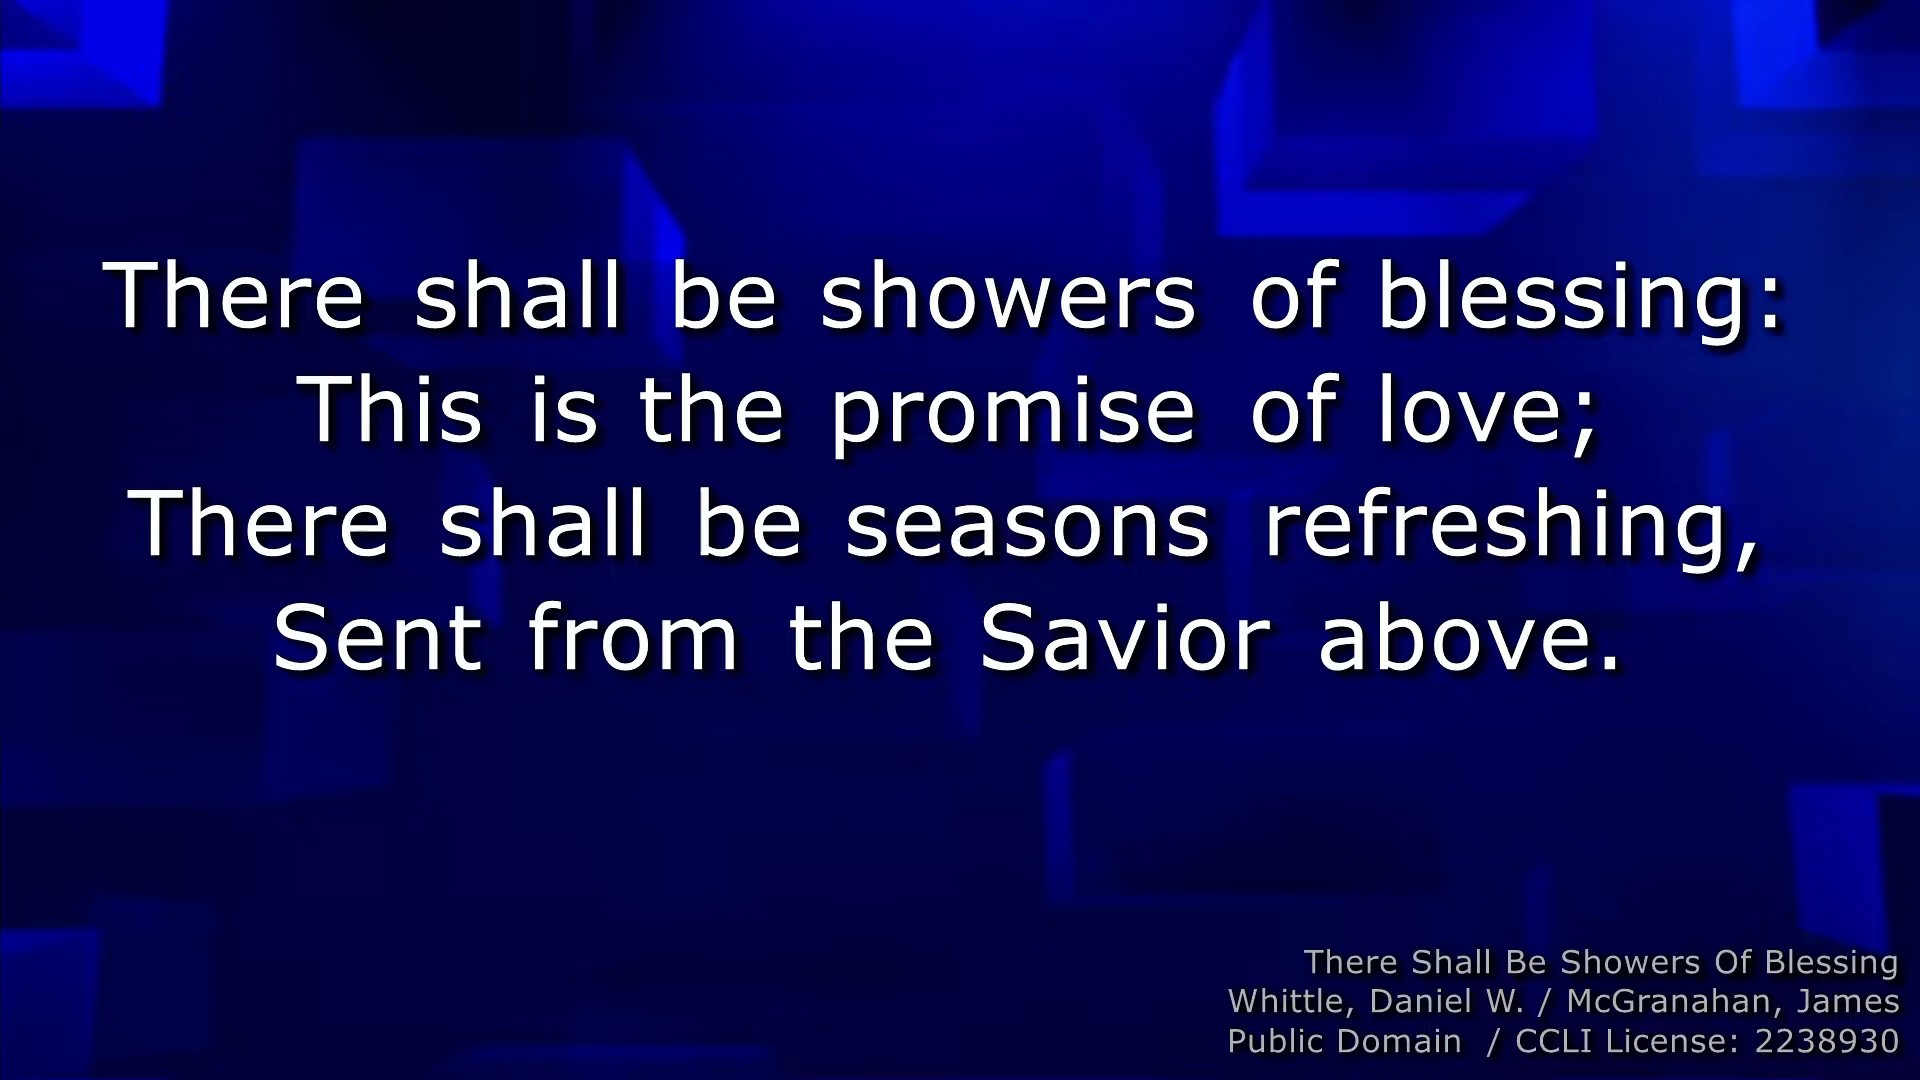 There shall be showers of blessing:
This is the promise of love;
There shall be seasons refreshing,
Sent from the Savior above.
There Shall Be Showers Of Blessing
Whittle, Daniel W. / McGranahan, James
Public Domain  / CCLI License: 2238930